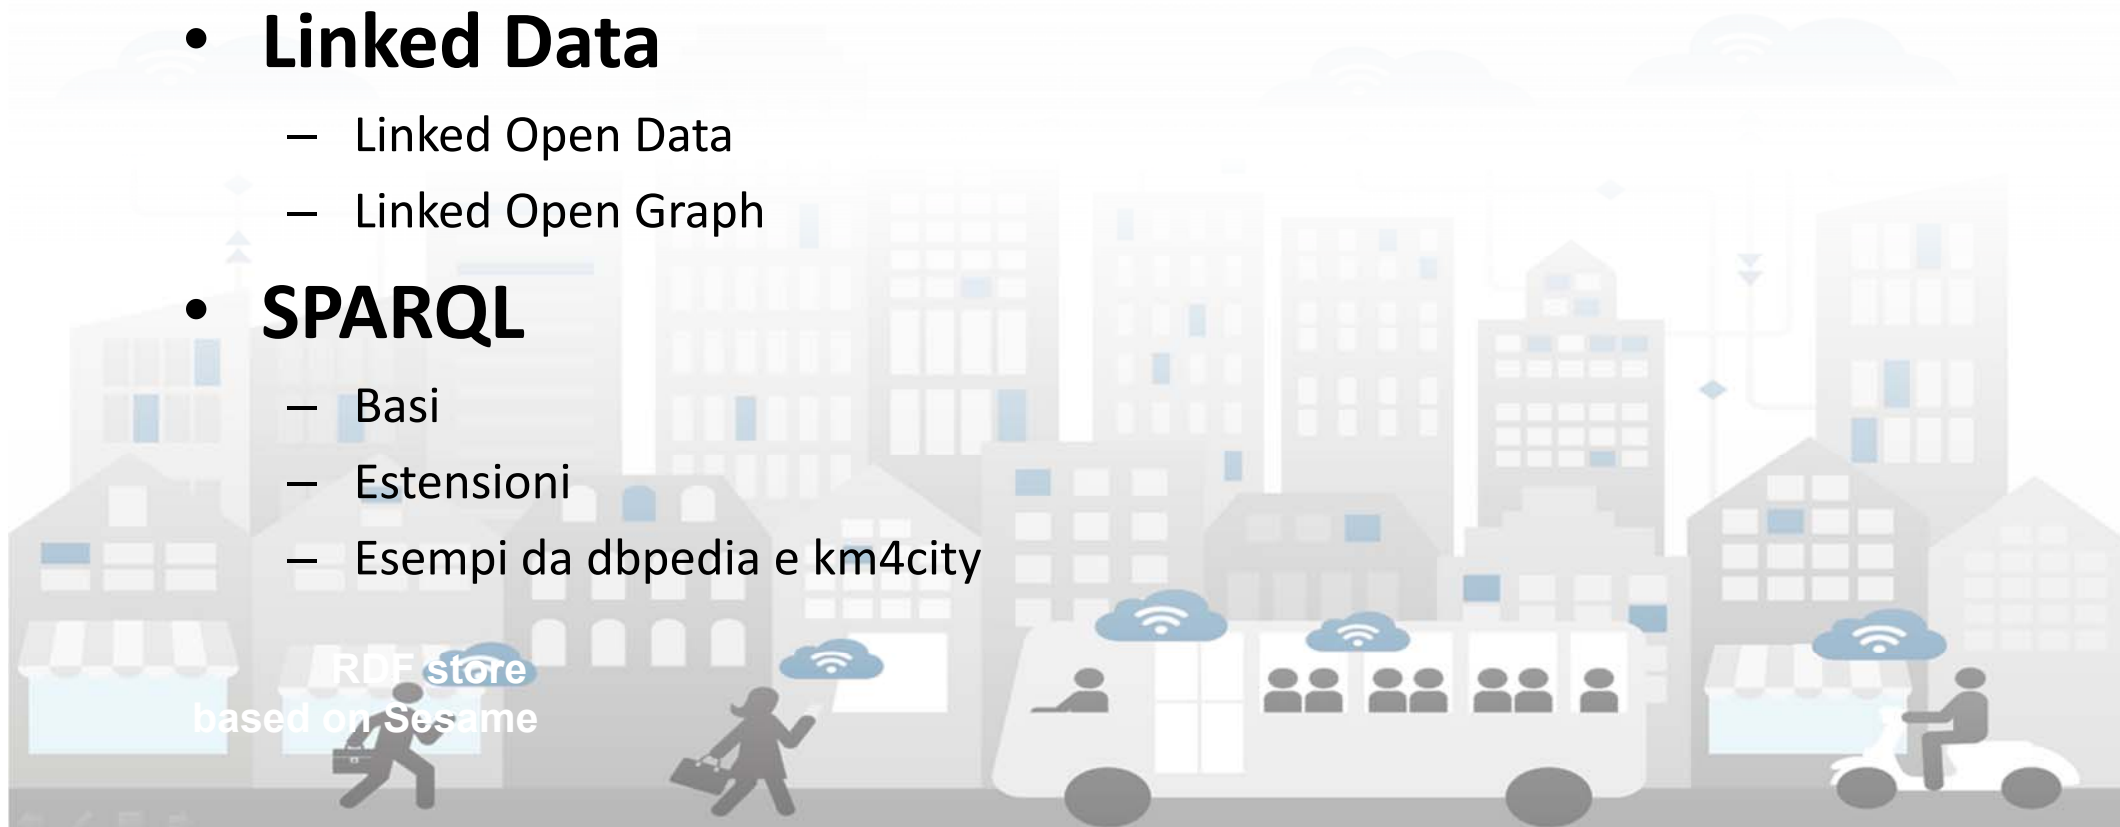 • Linked Data
– Linked Open Data
– Linked Open Graph
• SPARQL
– Basi
– Estensioni
– Esempi da dbpedia e km4city
RDF store
based on Sesame